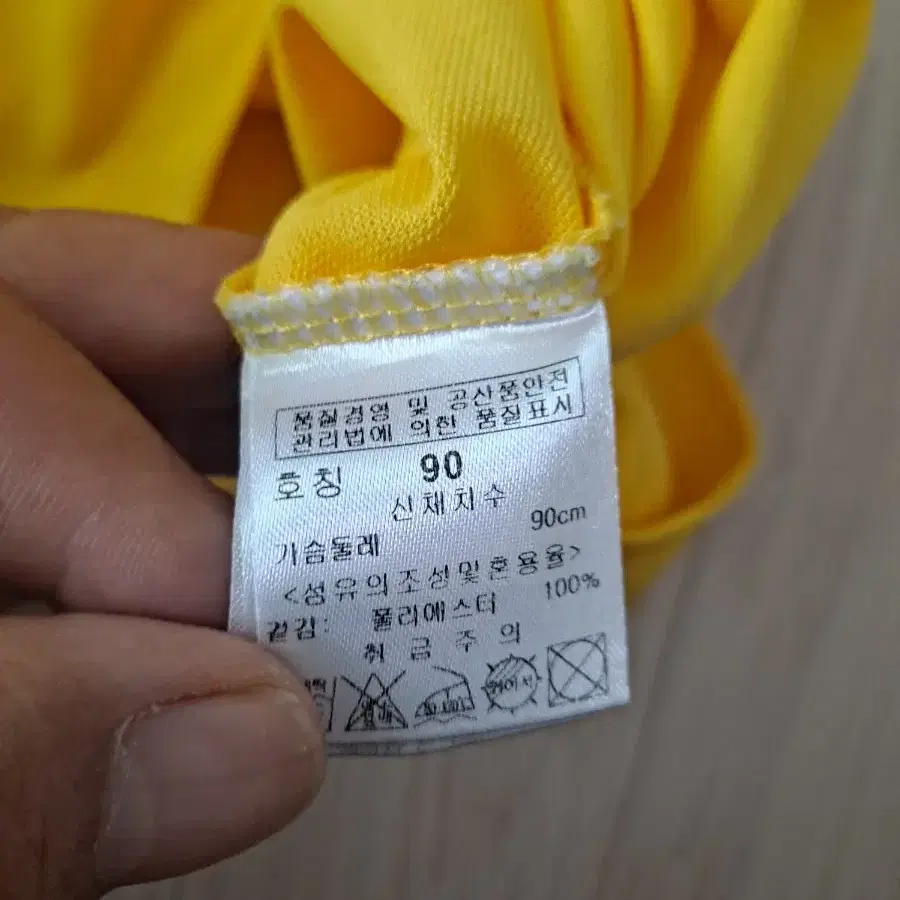 품질경영 및 공산품안전
관리법에 의한 품질표시
호칭 90
신체치수
가슴둘레 90cm
<섬유의조성및혼용율>
겉감: 폴리에스터 100%
취급주의